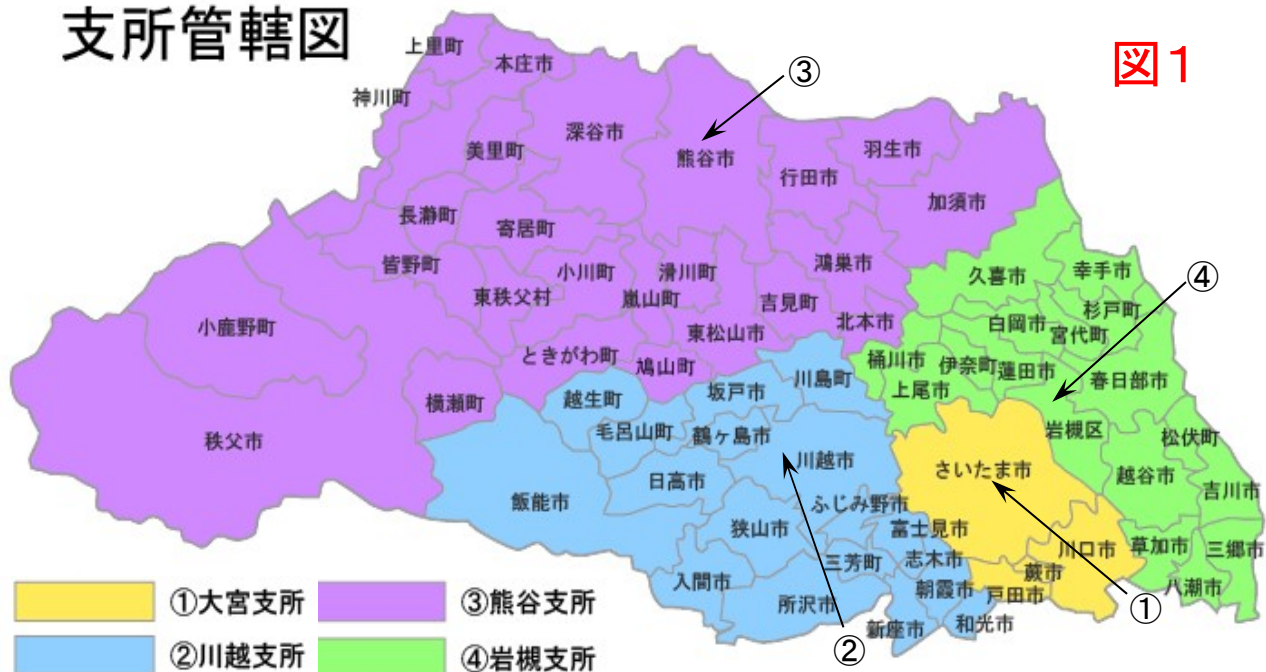 支所管轄図
図1
上里町
本庄市
③
神川町
深谷市
美里町
熊谷市
羽生市
行田市
加須市
長瀞町
寄居町
皆野町
小川町
滑川町
鴻巣市
久喜市
幸手市
④
東秩父村
嵐山町
吉見町
杉戸町
小鹿野町
東松山市
北本市
白岡市
宮代町
ときがわ町
鳩山町
桶川市
伊奈町
蓮田市
横瀬町
越生町
坂戸市
川島町
上尾市
春日部市
秩父市
毛呂山町
鶴ヶ島市
岩槻区
松伏町
川越市
さいたま市
日高市
越谷市
飯能市
ふじみ野市
吉川市
狭山市
富士見市
三芳町
志木市
川口市
草加市
三郷市
入間市
朝霞市
蕨市
戸田市
八潮市
所沢市
新座市
和光市
①
②
①大宮支所
③熊谷支所
②川越支所
④岩槻支所